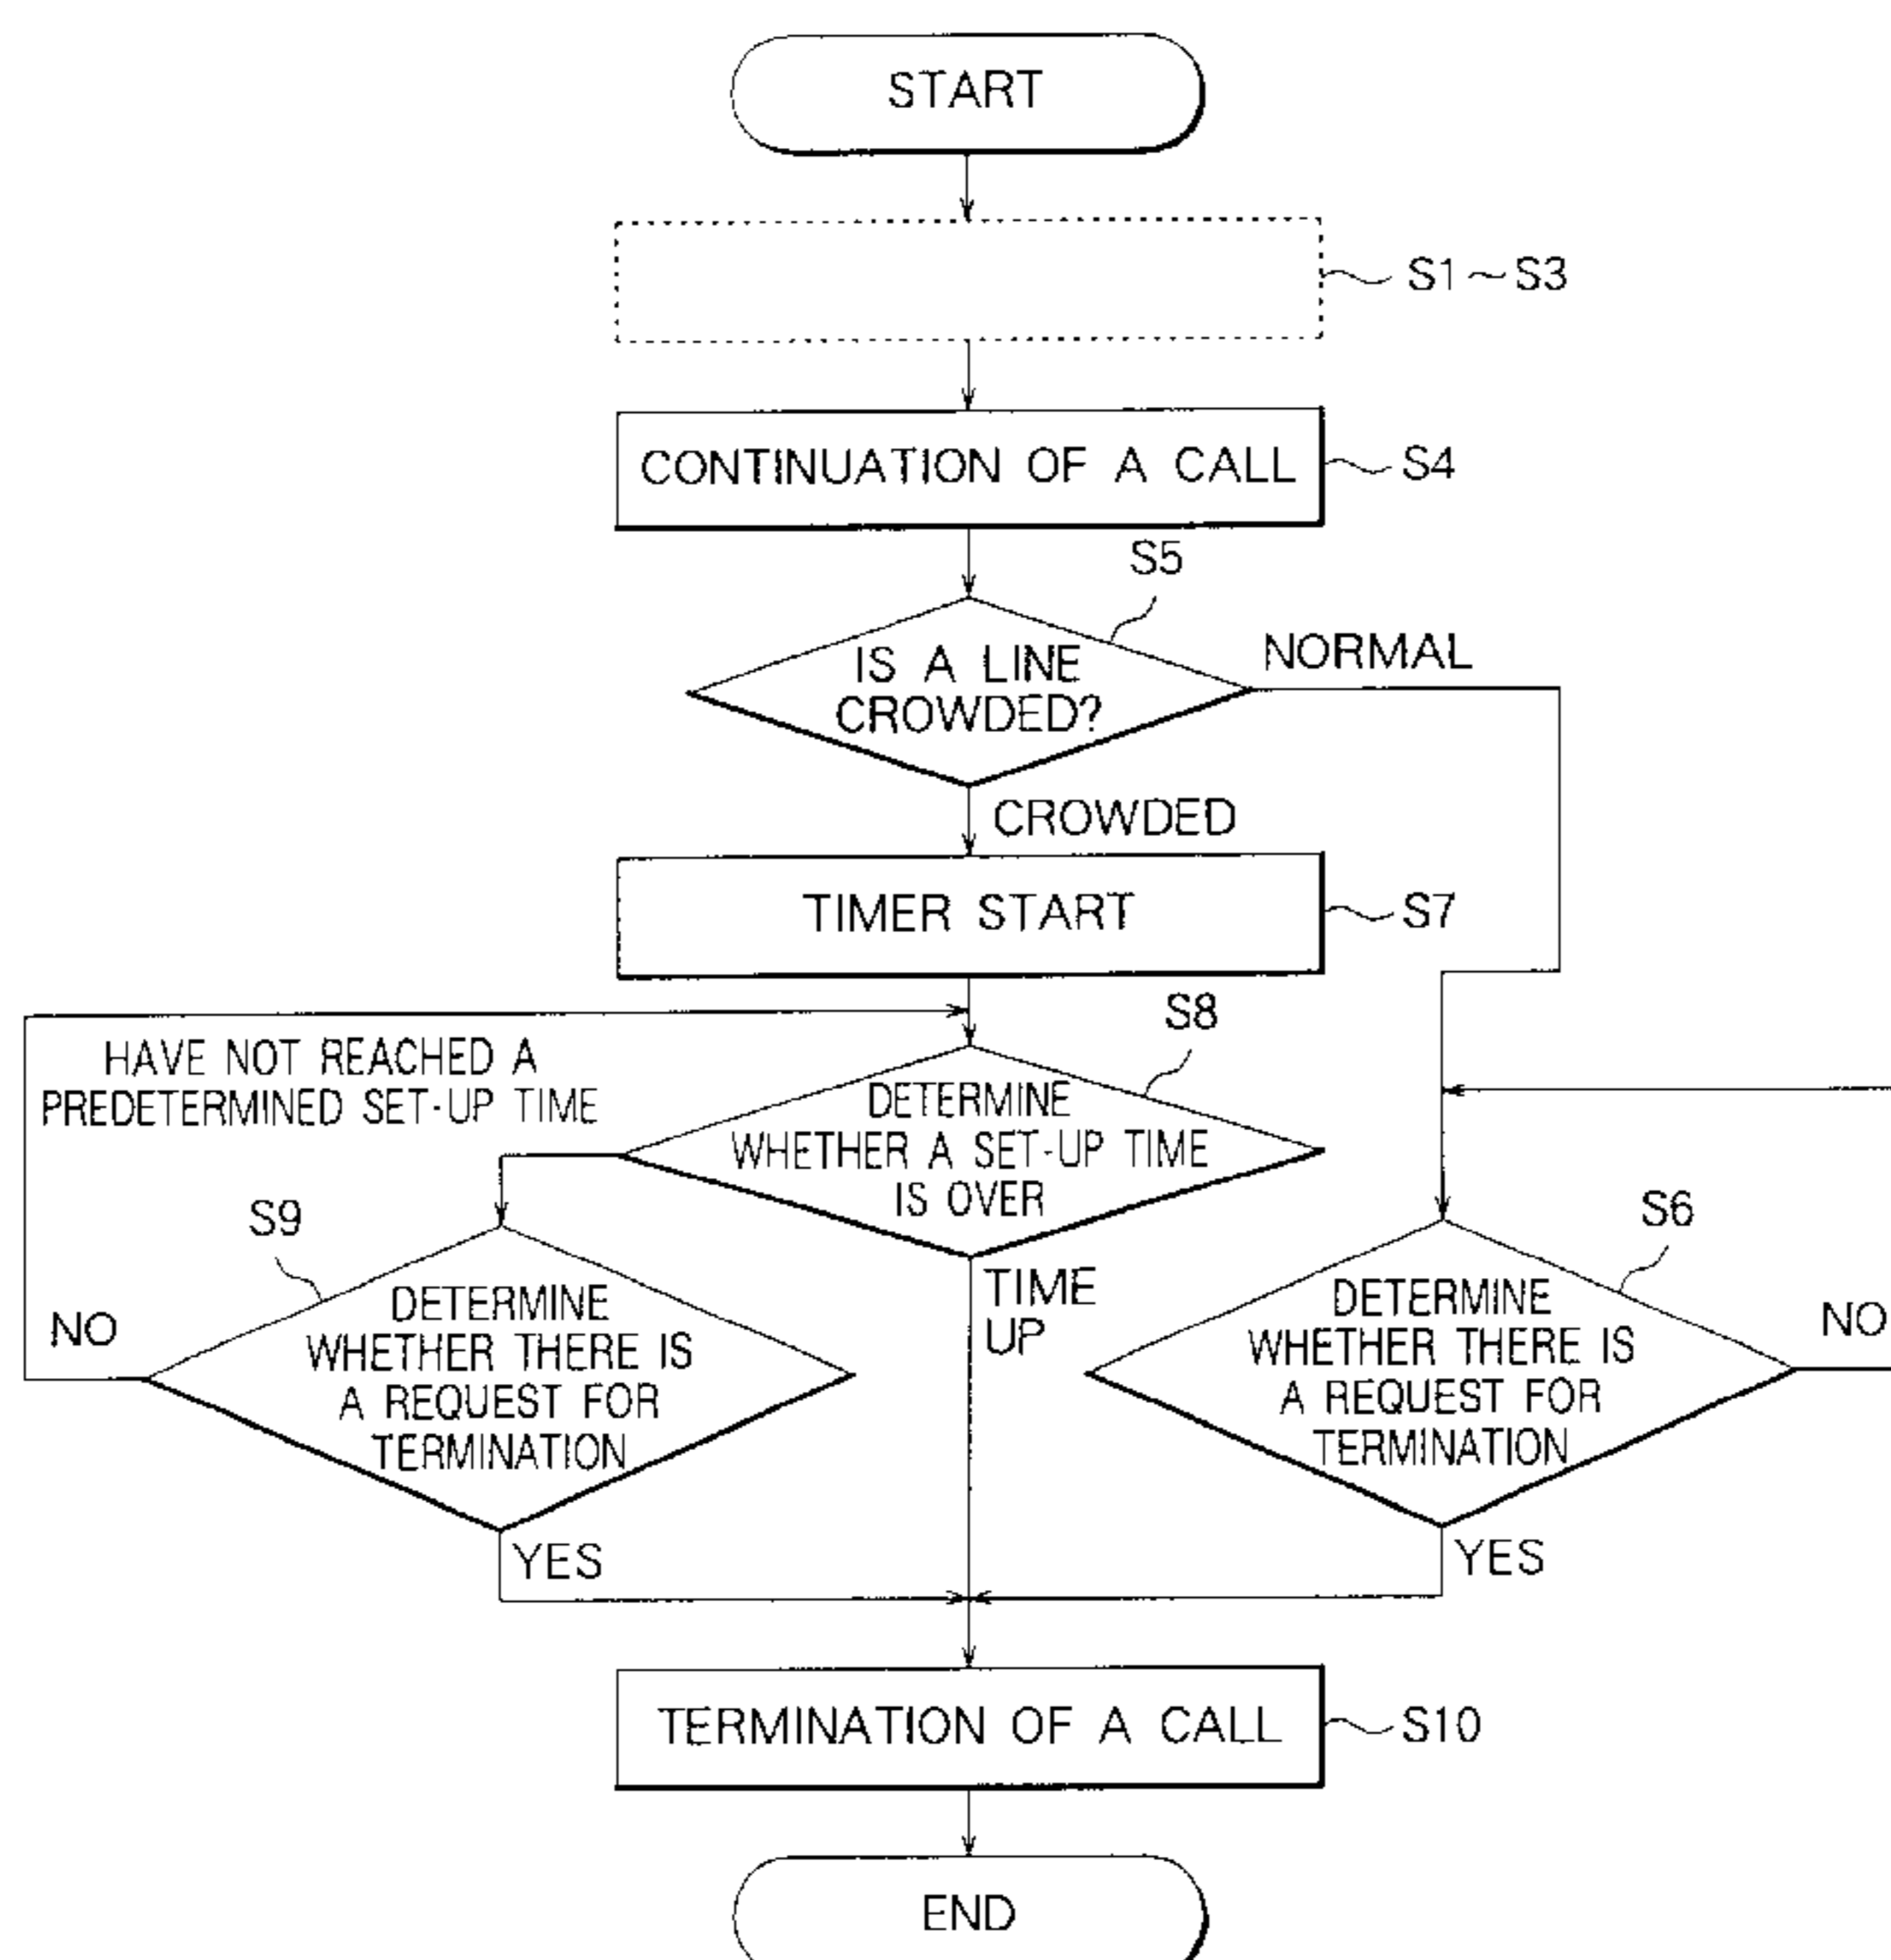 START
S1~S3
CONTINUATION OF A CALL
S4
S5
IS A LINE
CROWDED?
NORMAL
CROWDED
TIMER START
S7
HAVE NOT REACHED A
PREDETERMINED SET-UP TIME
S8
DETERMINE
WHETHER A SET-UP TIME
IS OVER
S9
DETERMINE
WHETHER THERE IS
A REQUEST FOR
TERMINATION
NO
YES
TIME
UP
S6
DETERMINE
WHETHER THERE IS
A REQUEST FOR
TERMINATION
NO
YES
TERMINATION OF A CALL
S10
END